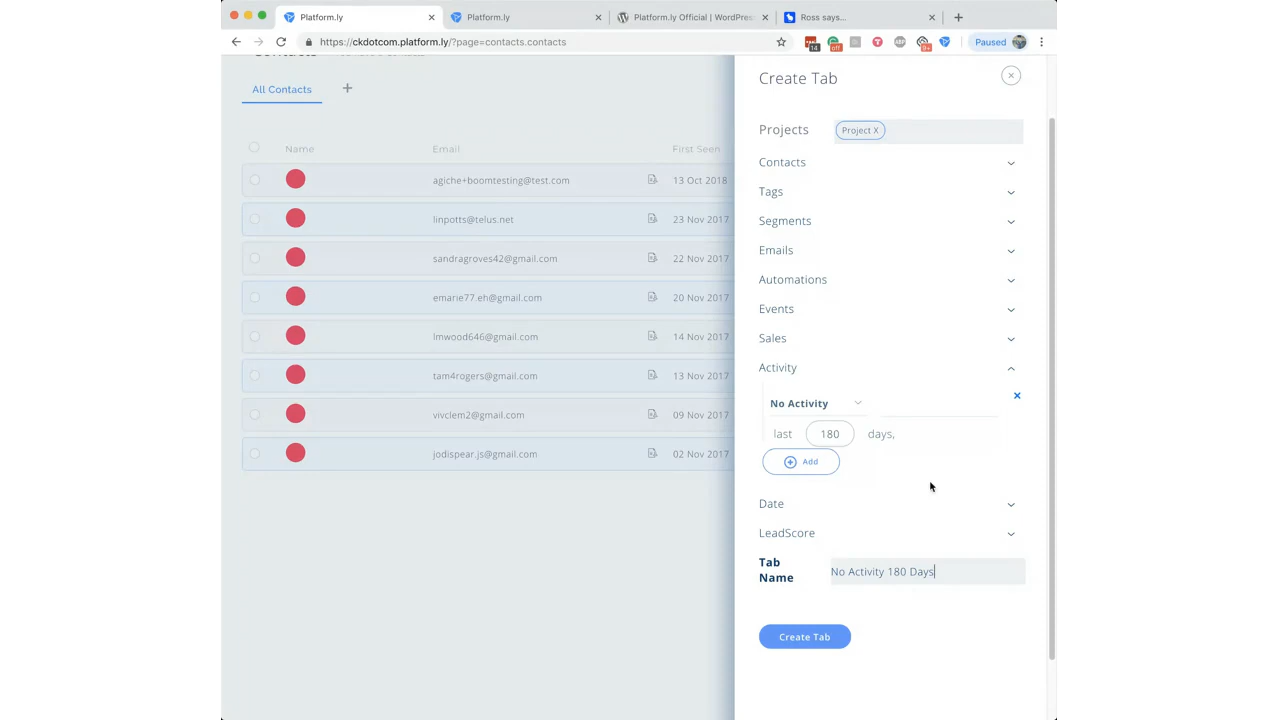 Platform.ly
Platform.ly
Platform.ly Official | WordPres
Ross says...
https://ckdotcom.platform.ly/?page=contacts.contacts
14
off
ABP
9+
Paused
Contacts
All Contacts
Name Email First Seen
agiche+boomtesting@test.com 13 Oct 2018
linpotts@telus.net 23 Nov 2017
sandragroves42@gmail.com 22 Nov 2017
emarie77.eh@gmail.com 20 Nov 2017
lmwood646@gmail.com 14 Nov 2017
tam4rogers@gmail.com 13 Nov 2017
vivclem2@gmail.com 09 Nov 2017
jodispear.js@gmail.com 02 Nov 2017
Create Tab
Projects Project X
Contacts
Tags
Segments
Emails
Automations
Events
Sales
Activity
No Activity
last 180 days,
Add
Date
LeadScore
Tab
Name
No Activity 180 Days
Create Tab